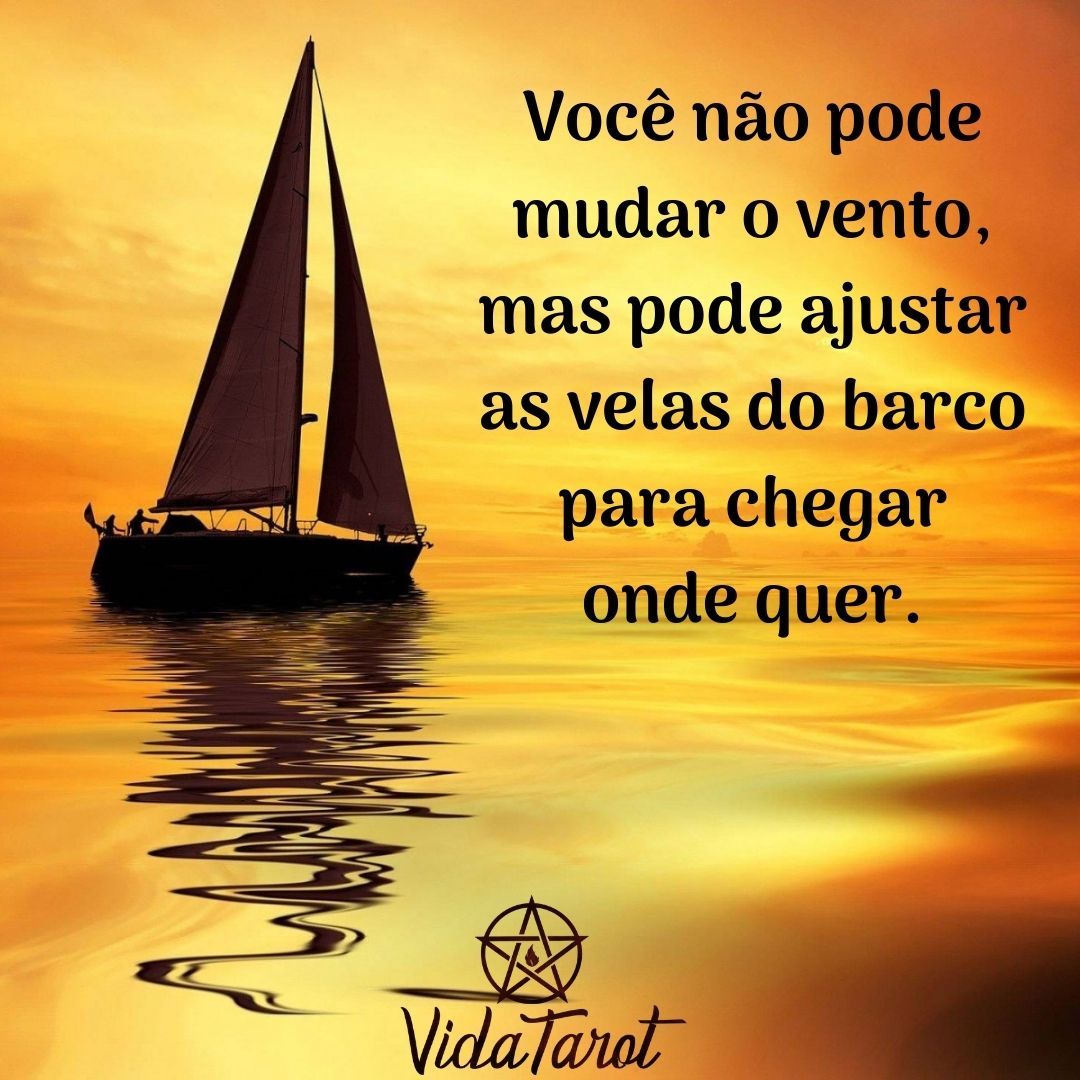 Você não pode
mudar o vento,
mas pode ajustar
as velas do barco
para chegar
onde quer.
VidaTarot